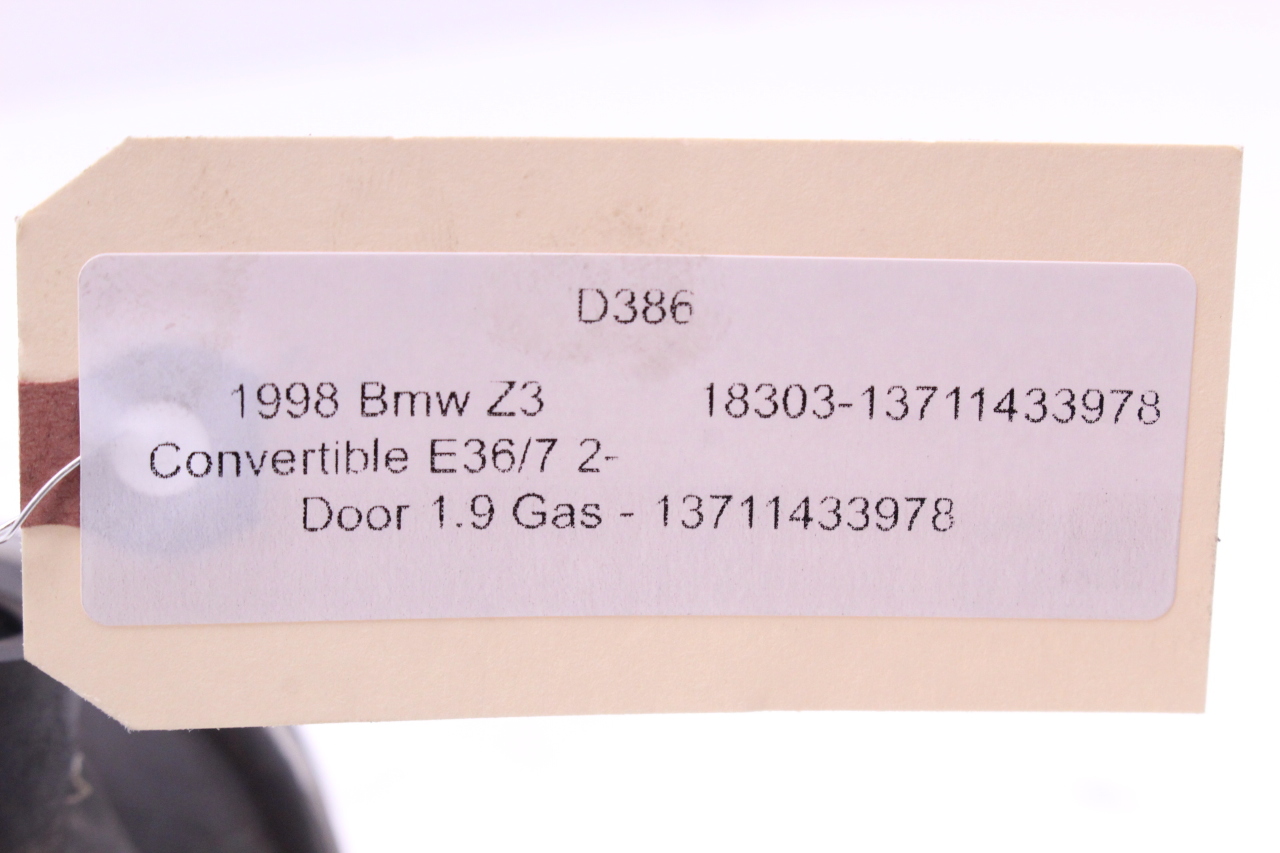 D386
1998 Bmw Z3 18303-13711433978
Convertible E36/7 2-
Door 1.9 Gas - 13711433978